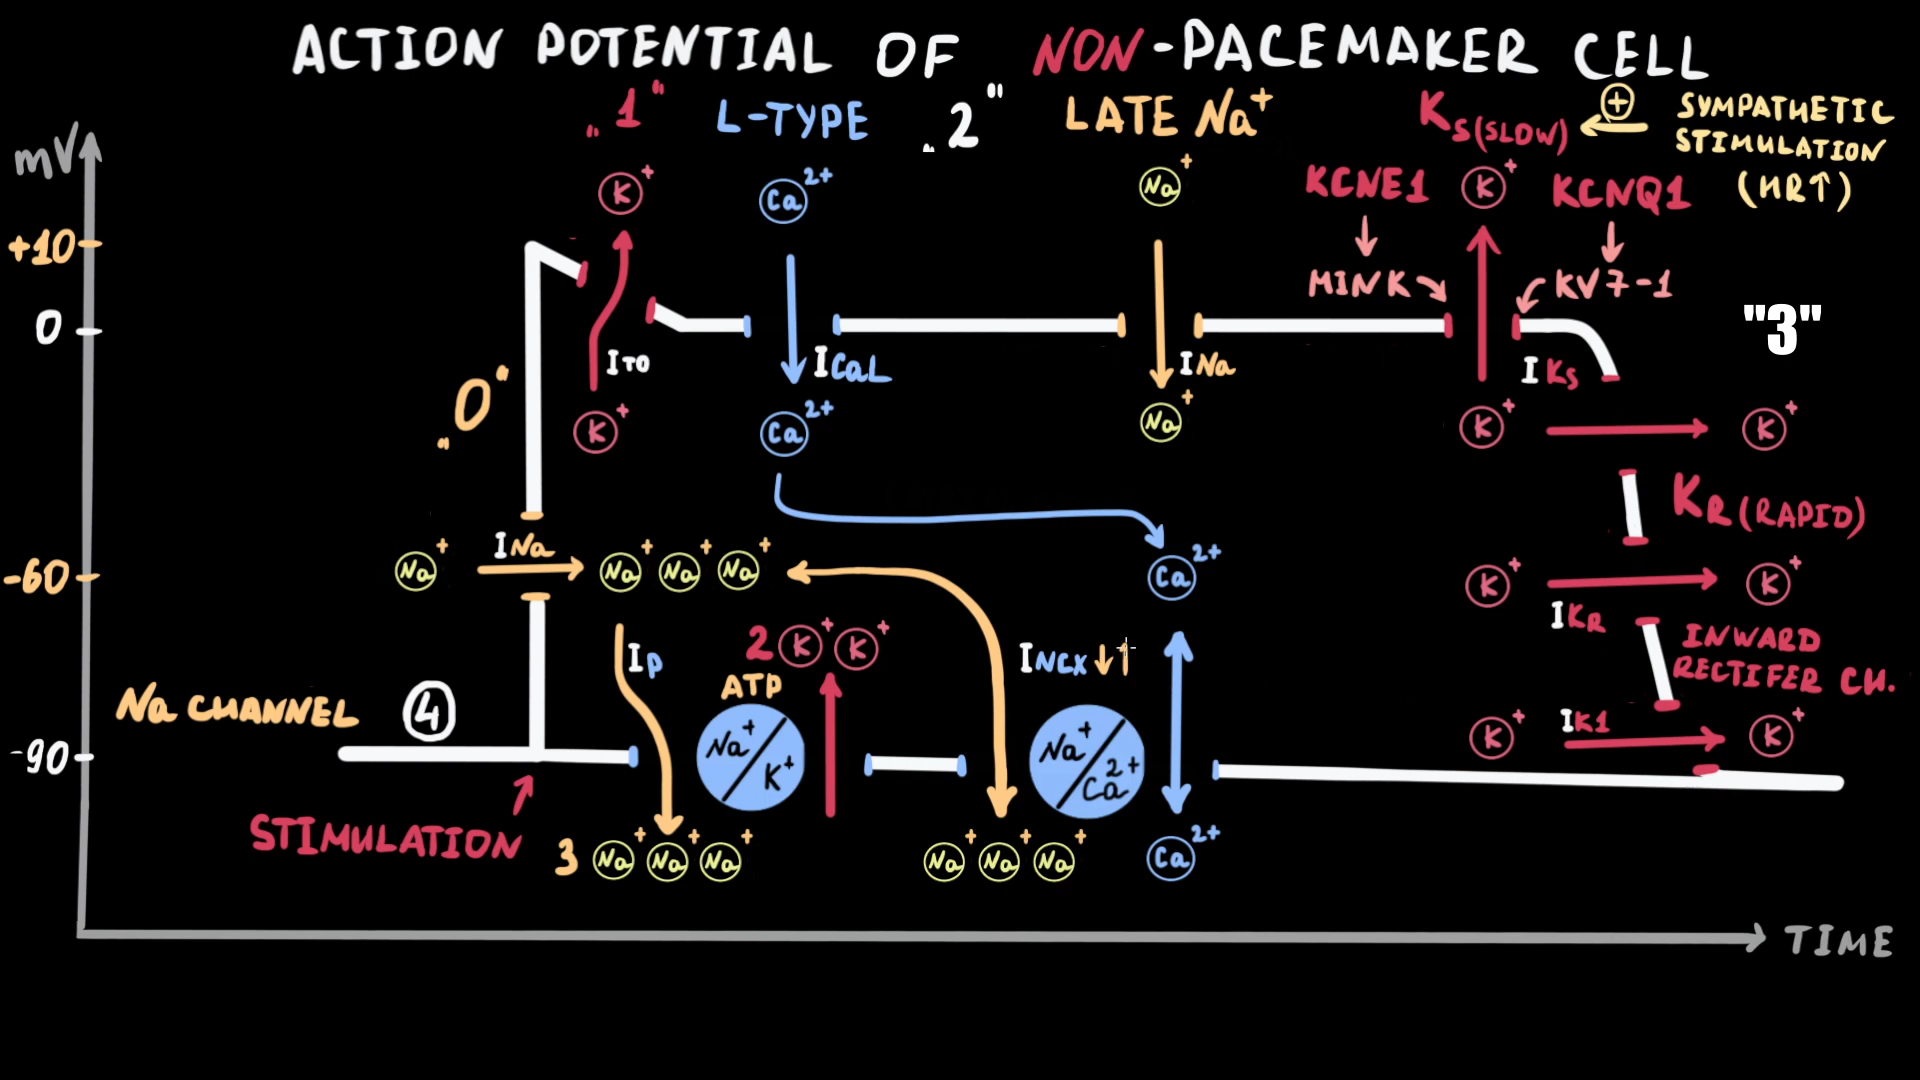 ACTION POTENTIAL OF NON-PACEMAKER CELL
„1"
L-TYPE
„2"
LATE Na+
KS(SLOW)
+
SYMPATHETIC
STIMULATION
(HR↑)
mV
K+
Ca2+
Na+
KCNE1
K+
KCNQ1
+10
MINK
KV7-1
0
"3"
ITO
ICaL
INa
IKS
„0"
K+
Ca2+
Na+
K+
K+
KR(RAPID)
-60
Na+
INa
Na+ Na+ Na+
Ca2+
K+
K+
IKR
2 K+ K+
IP
INCX↓↑
INWARD
RECTIFER CH.
ATP
Na CHANNEL
4
Na+/K+
Na+/Ca2+
K+
IK1
K+
-90
STIMULATION
3 Na+ Na+ Na+
Na+ Na+ Na+
Ca2+
TIME